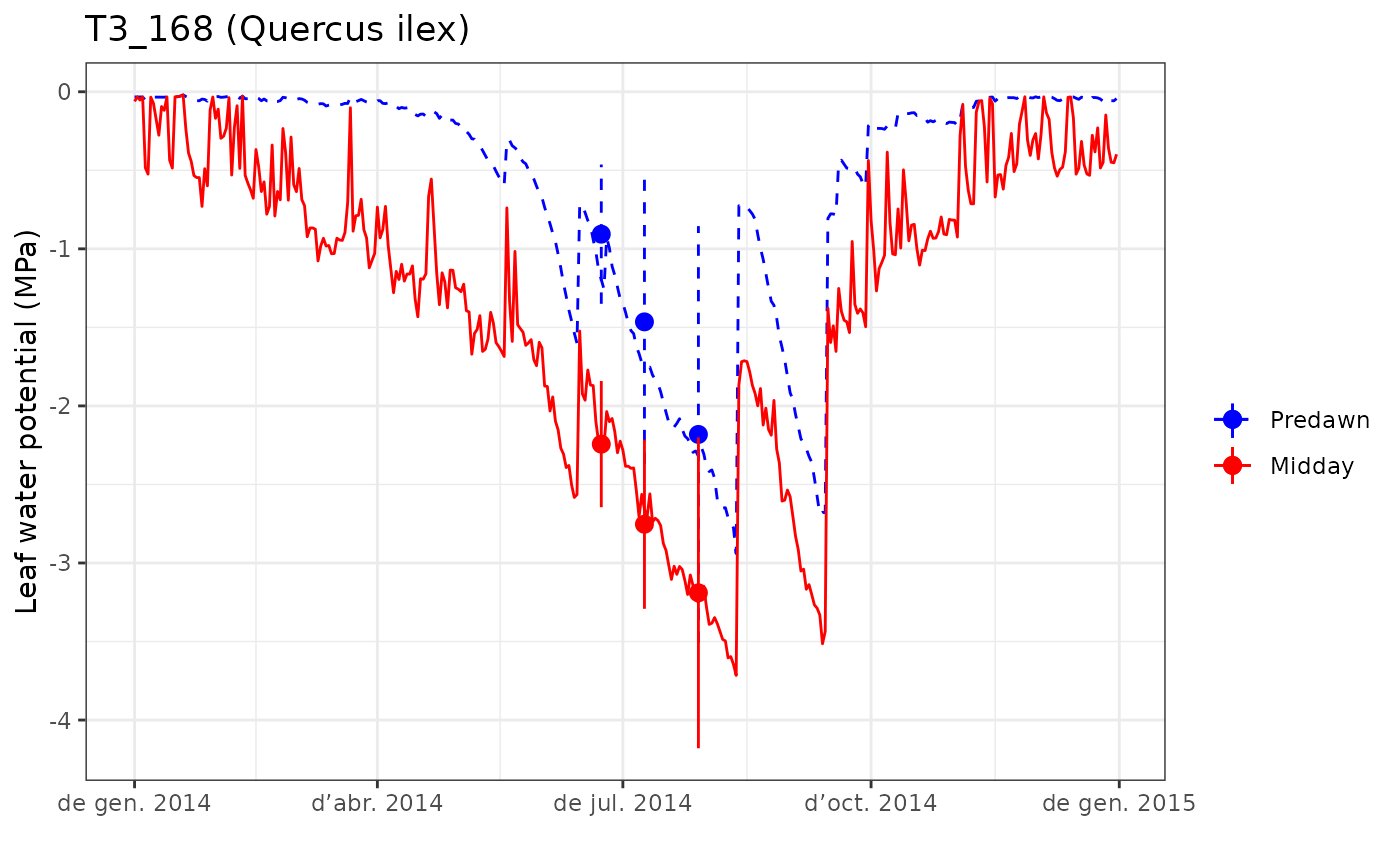 T3_168 (Quercus ilex)
Leaf water potential (MPa)
0
-1
-2
-3
-4
de gen. 2014
d’abr. 2014
de jul. 2014
d’oct. 2014
de gen. 2015
Predawn
Midday